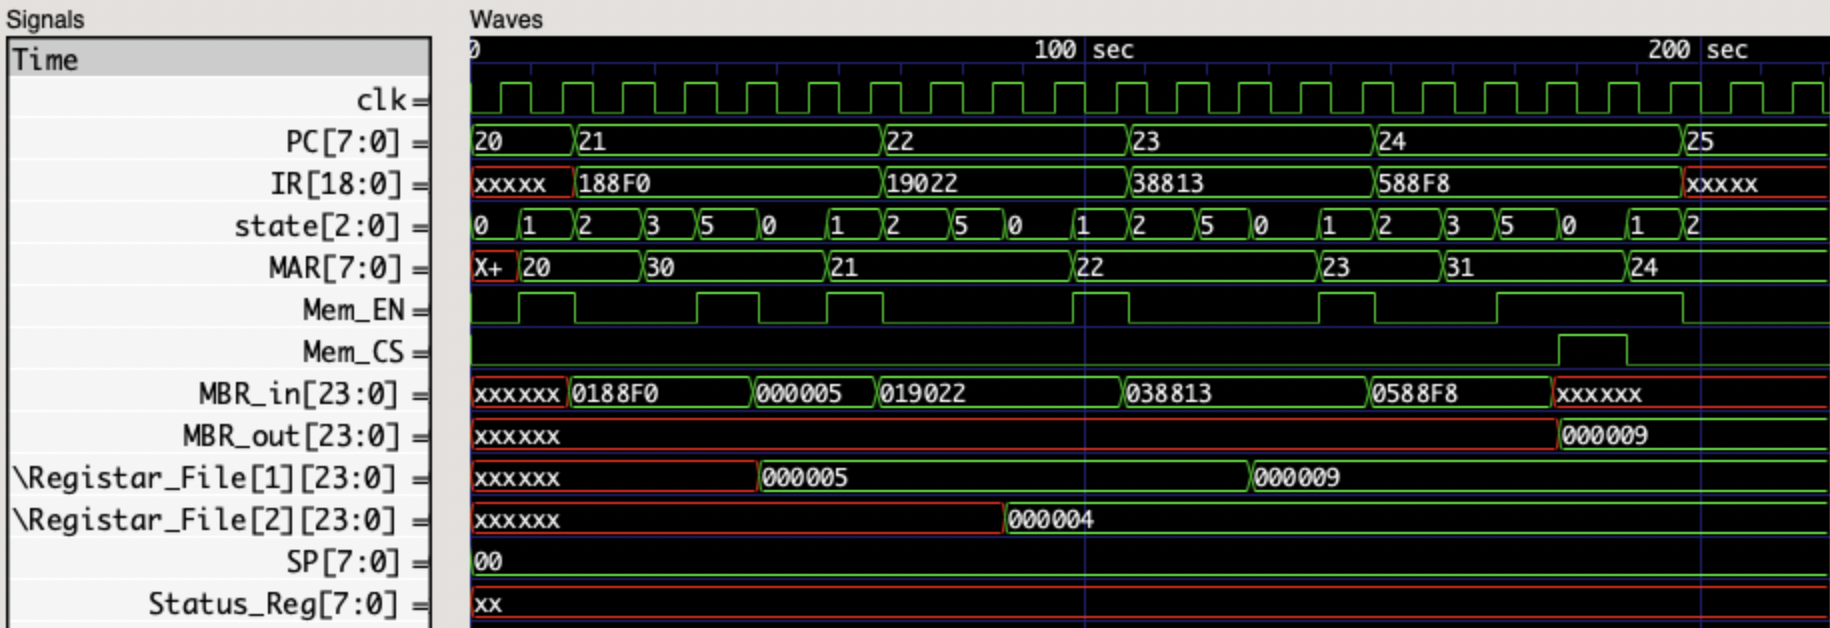 Signals Waves
Time 0 100 sec 200 sec
clk=
PC[7:0] = 20 21 22 23 24 25
IR[18:0] = xxxxx 188F0 19022 38813 588F8 xxxxx
state[2:0] = 0 1 2 3 5 0 1 2 5 0 1 2 5 0 1 2 3 5 0 1 2
MAR[7:0] = X+ 20 30 21 22 23 31 24
Mem_EN =
Mem_CS =
MBR_in[23:0] = xxxxxx 0188F0 000005 019022 038813 0588F8 xxxxxx
MBR_out[23:0] = xxxxxx 000009
\Registar_File[1][23:0] = xxxxxx 000005 000009
\Registar_File[2][23:0] = xxxxxx 000004
SP[7:0] = 00
Status_Reg[7:0] = xx